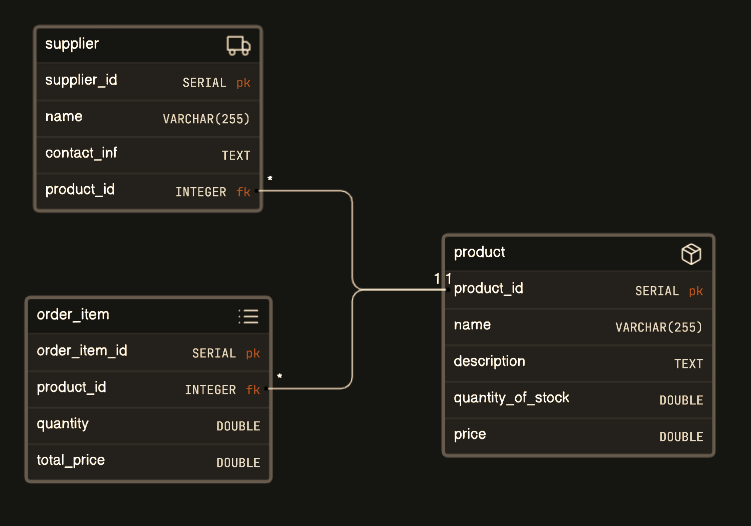 supplier
supplier_id SERIAL pk
name VARCHAR(255)
contact_inf TEXT
product_id INTEGER fk
*
order_item
order_item_id SERIAL pk
product_id INTEGER fk
*
quantity DOUBLE
total_price DOUBLE
1 1
product
product_id SERIAL pk
name VARCHAR(255)
description TEXT
quantity_of_stock DOUBLE
price DOUBLE